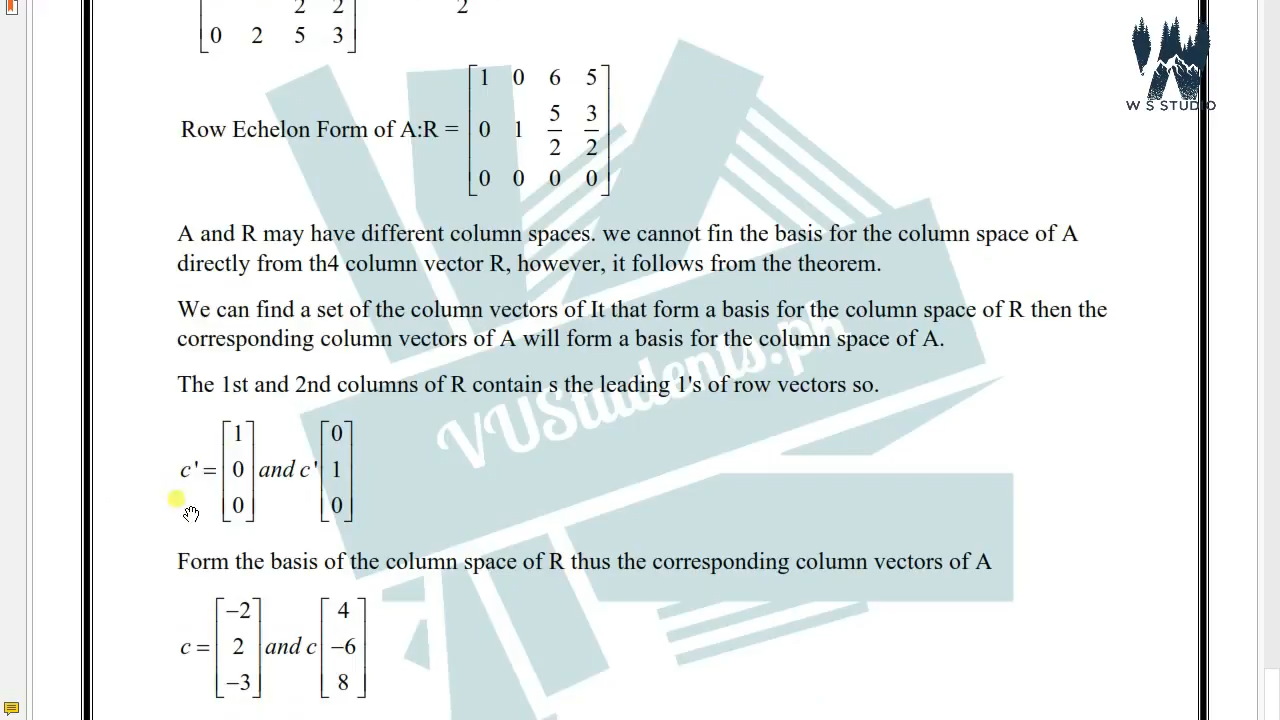 2 2 2
0 2 5 3
W S STUDIO
1 0 6 5
Row Echelon Form of A:R = 0 1 5/2 3/2
0 0 0 0
A and R may have different column spaces. we cannot fin the basis for the column space of A
directly from th4 column vector R, however, it follows from the theorem.
We can find a set of the column vectors of It that form a basis for the column space of R then the
corresponding column vectors of A will form a basis for the column space of A.
The 1st and 2nd columns of R contain s the leading 1's of row vectors so.
1 0
c' = 0 and c' 1
0 0
VUStudents.pk
Form the basis of the column space of R thus the corresponding column vectors of A
−2 4
c = 2 and c −6
−3 8